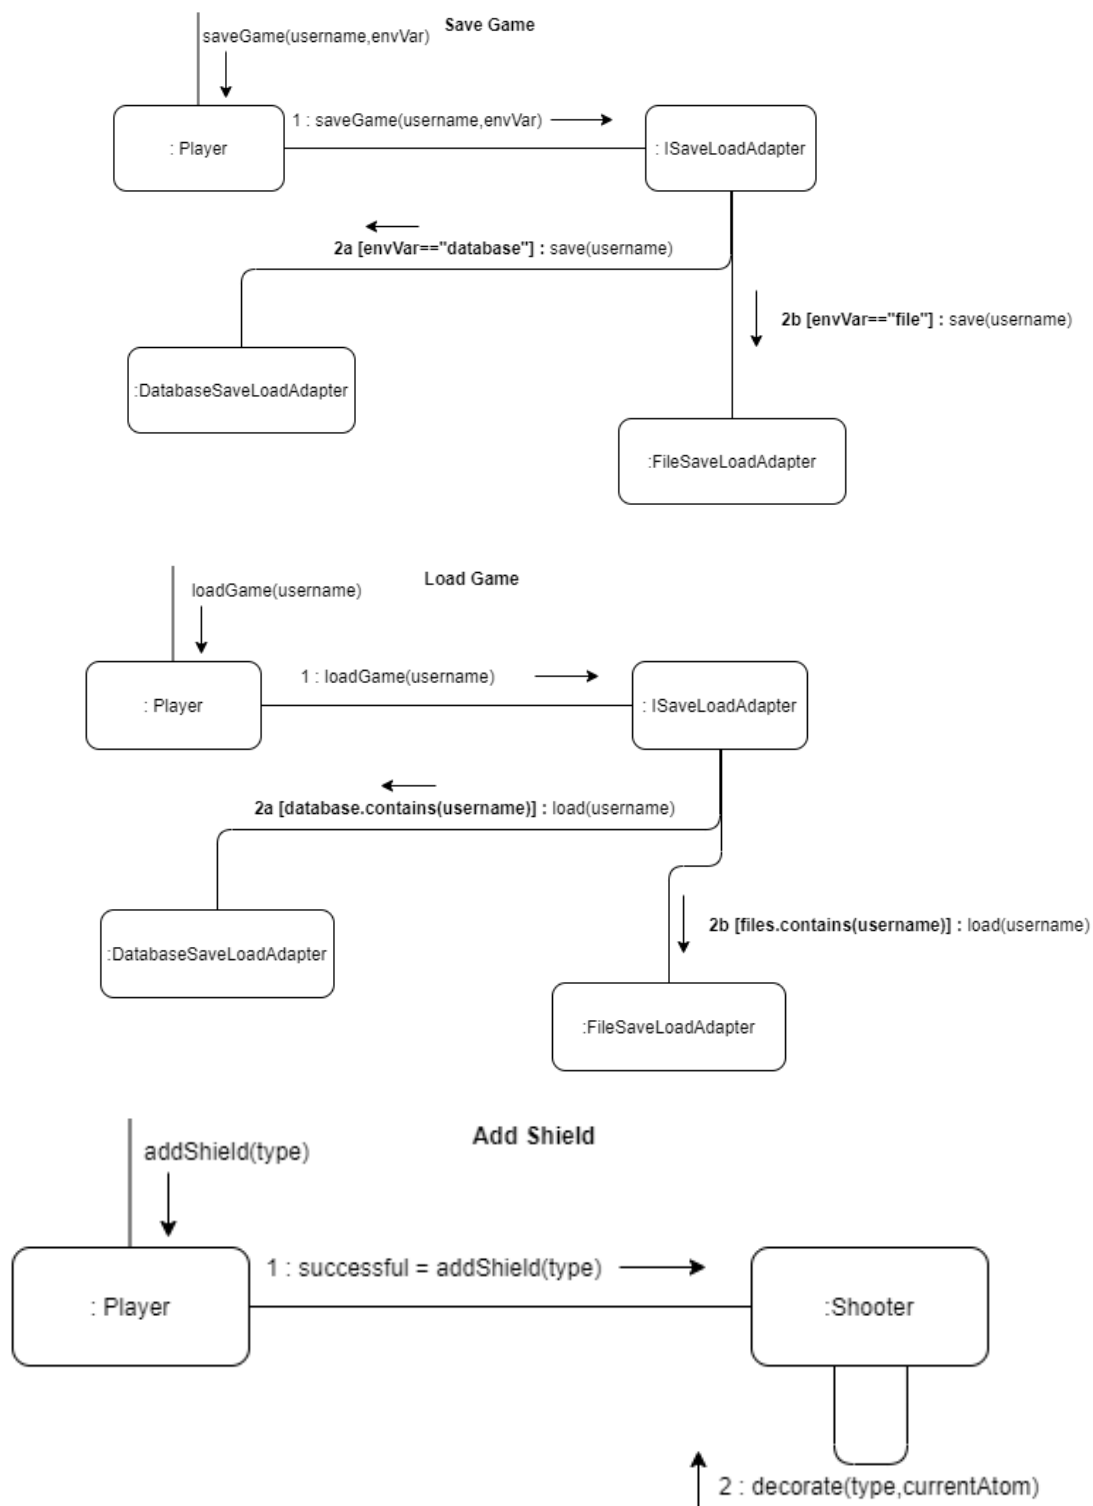 Save Game
saveGame(username,envVar)
1 : saveGame(username,envVar)
: Player
: ISaveLoadAdapter
2a [envVar=="database"] : save(username)
2b [envVar=="file"] : save(username)
:DatabaseSaveLoadAdapter
:FileSaveLoadAdapter
Load Game
loadGame(username)
1 : loadGame(username)
: Player
: ISaveLoadAdapter
2a [database.contains(username)] : load(username)
2b [files.contains(username)] : load(username)
:DatabaseSaveLoadAdapter
:FileSaveLoadAdapter
Add Shield
addShield(type)
1 : successful = addShield(type)
: Player
:Shooter
2 : decorate(type,currentAtom)